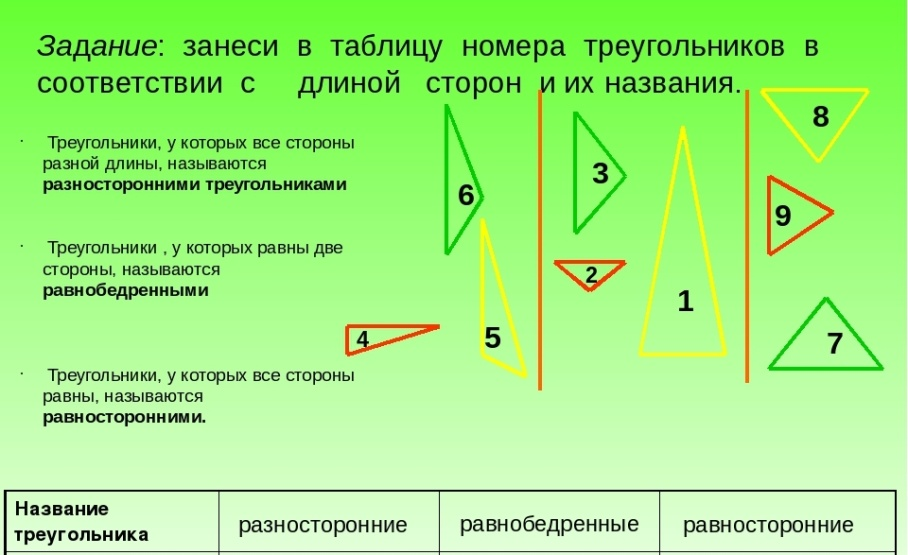 Задание: занеси в таблицу номера треугольников в
соответствии с длиной сторон и их названия.
· Треугольники, у которых все стороны
разной длины, называются
разносторонними треугольниками
· Треугольники , у которых равны две
стороны, называются
равнобедренными
· Треугольники, у которых все стороны
равны, называются
равносторонними.
6
5
4
3
2
1
8
9
7
Название
треугольника
разносторонние
равнобедренные
равносторонние